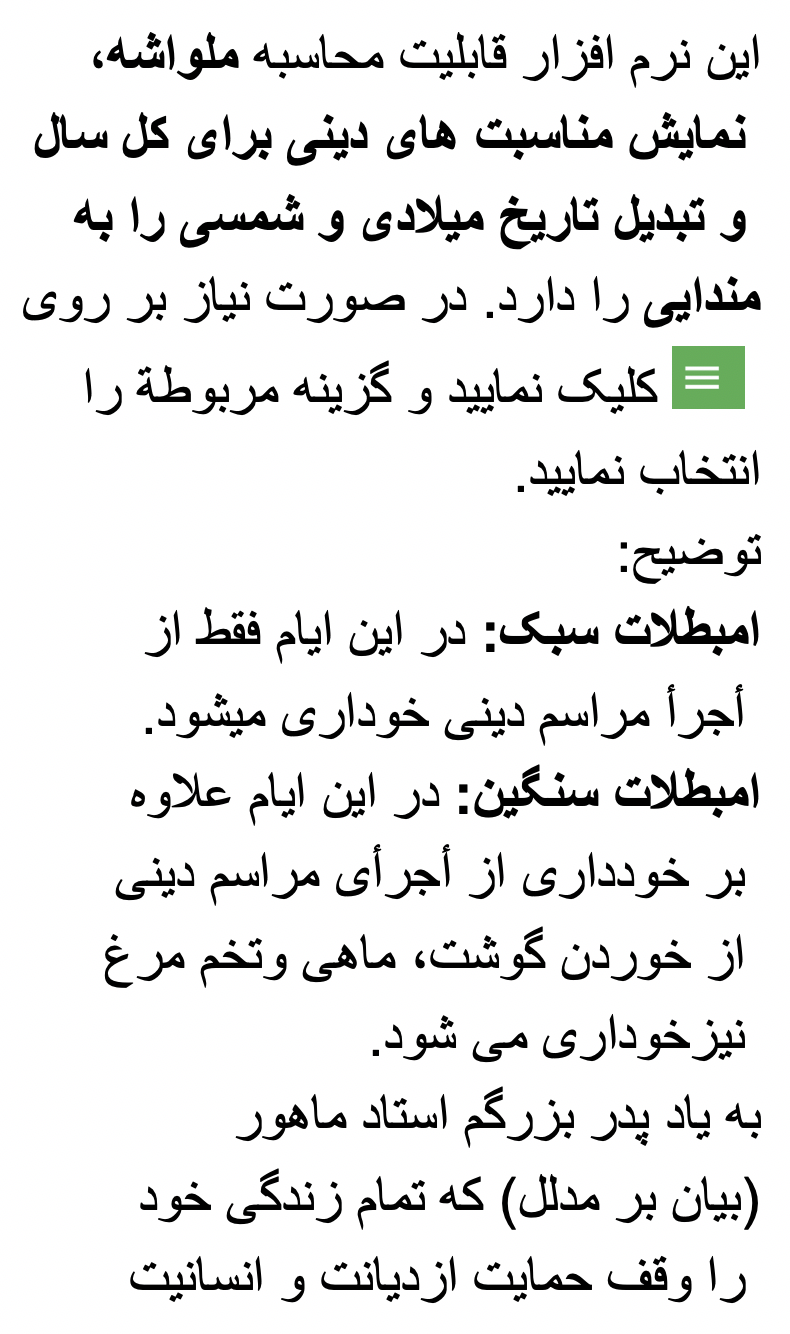 این نرم افزار قابلیت محاسبه ملواشه،
نمایش مناسبت های دینی برای کل سال
و تبدیل تاریخ میلادی و شمسی را به
مندایی را دارد. در صورت نیاز بر روی
کلیک نمایید و گزینه مربوطة را
انتخاب نمایید.
توضیح:
امبطلات سبک: در این ایام فقط از
أجرأ مراسم دینی خوداری میشود.
امبطلات سنگین: در این ایام علاوه
بر خودداری از أجرأی مراسم دینی
از خوردن گوشت، ماهی وتخم مرغ
نیزخوداری می شود.
به یاد پدر بزرگم استاد ماهور
(بیان بر مدلل) که تمام زندگی خود
را وقف حمایت ازدیانت و انسانیت